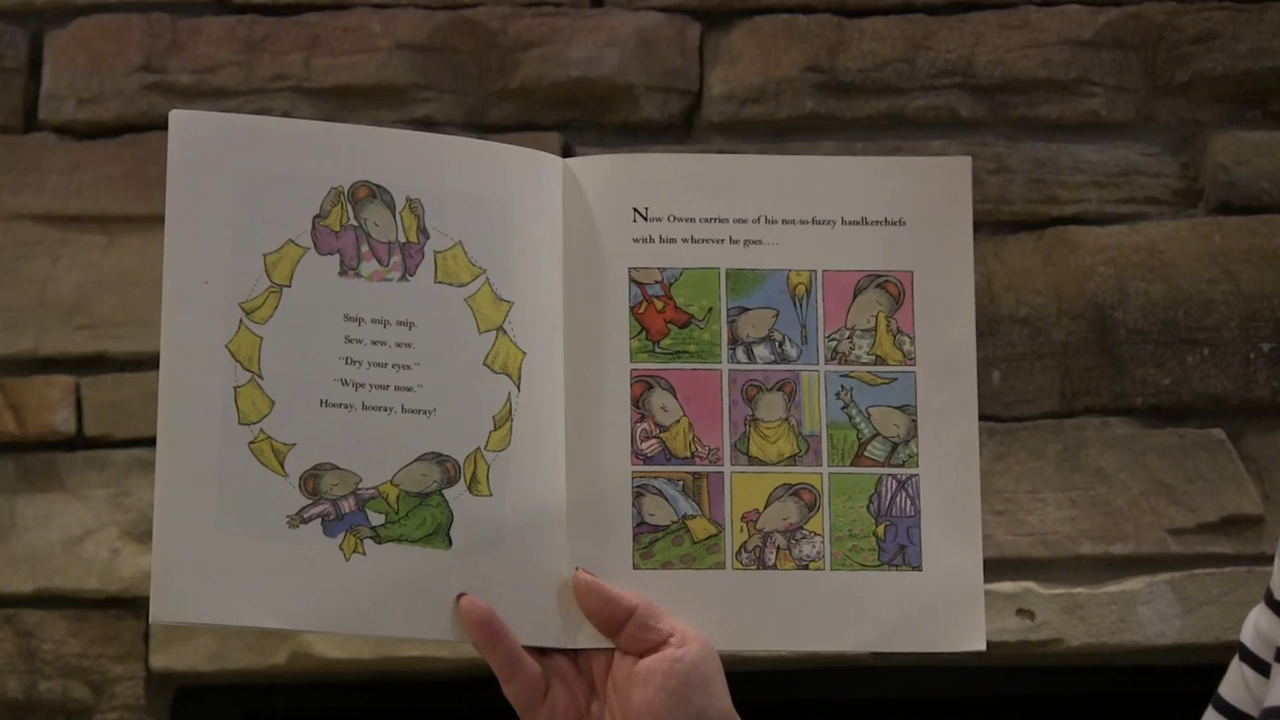 Snip, snip, snip.
Sew, sew, sew.
"Dry your eyes."
"Wipe your nose."
Hooray, hooray, hooray!
Now Owen carries one of his not-so-fuzzy handkerchiefs
with him wherever he goes....